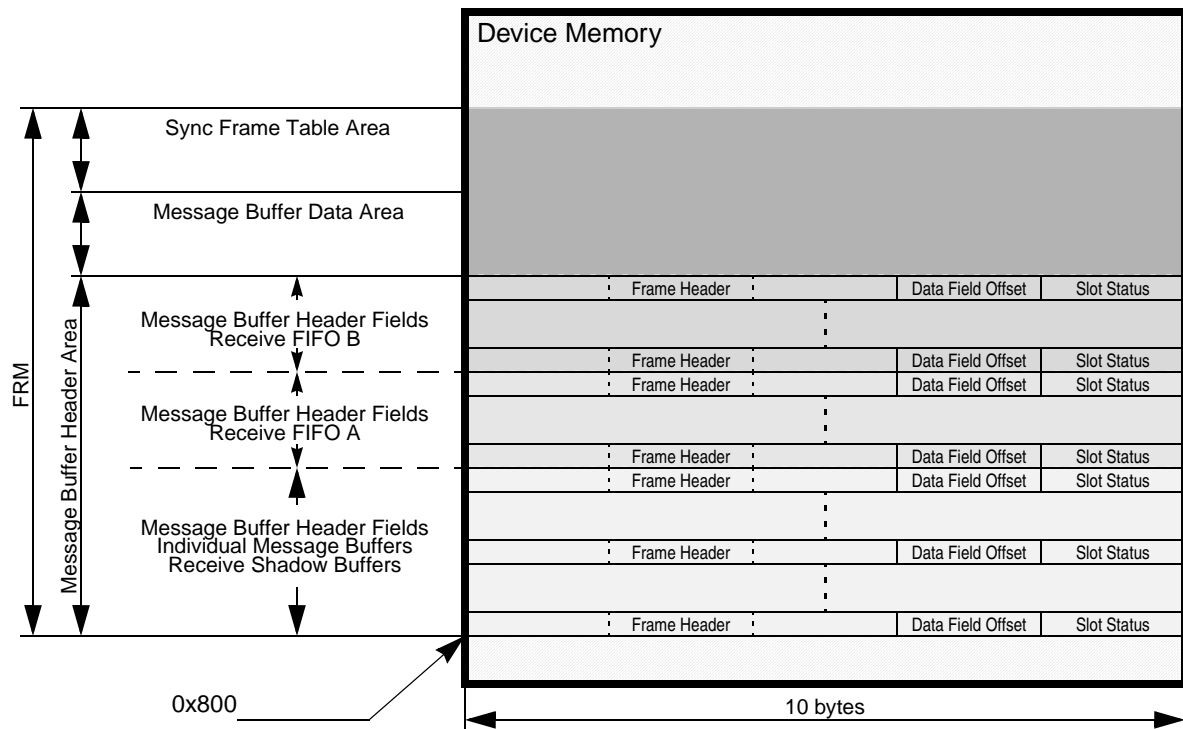 Device Memory
Sync Frame Table Area
Message Buffer Data Area
Frame Header Data Field Offset Slot Status
Message Buffer Header Fields
Receive FIFO B
Frame Header Data Field Offset Slot Status
Frame Header Data Field Offset Slot Status
FRM
Message Buffer Header Area
Message Buffer Header Fields
Receive FIFO A
Frame Header Data Field Offset Slot Status
Frame Header Data Field Offset Slot Status
Message Buffer Header Fields
Individual Message Buffers
Receive Shadow Buffers
Frame Header Data Field Offset Slot Status
Frame Header Data Field Offset Slot Status
0x800
10 bytes